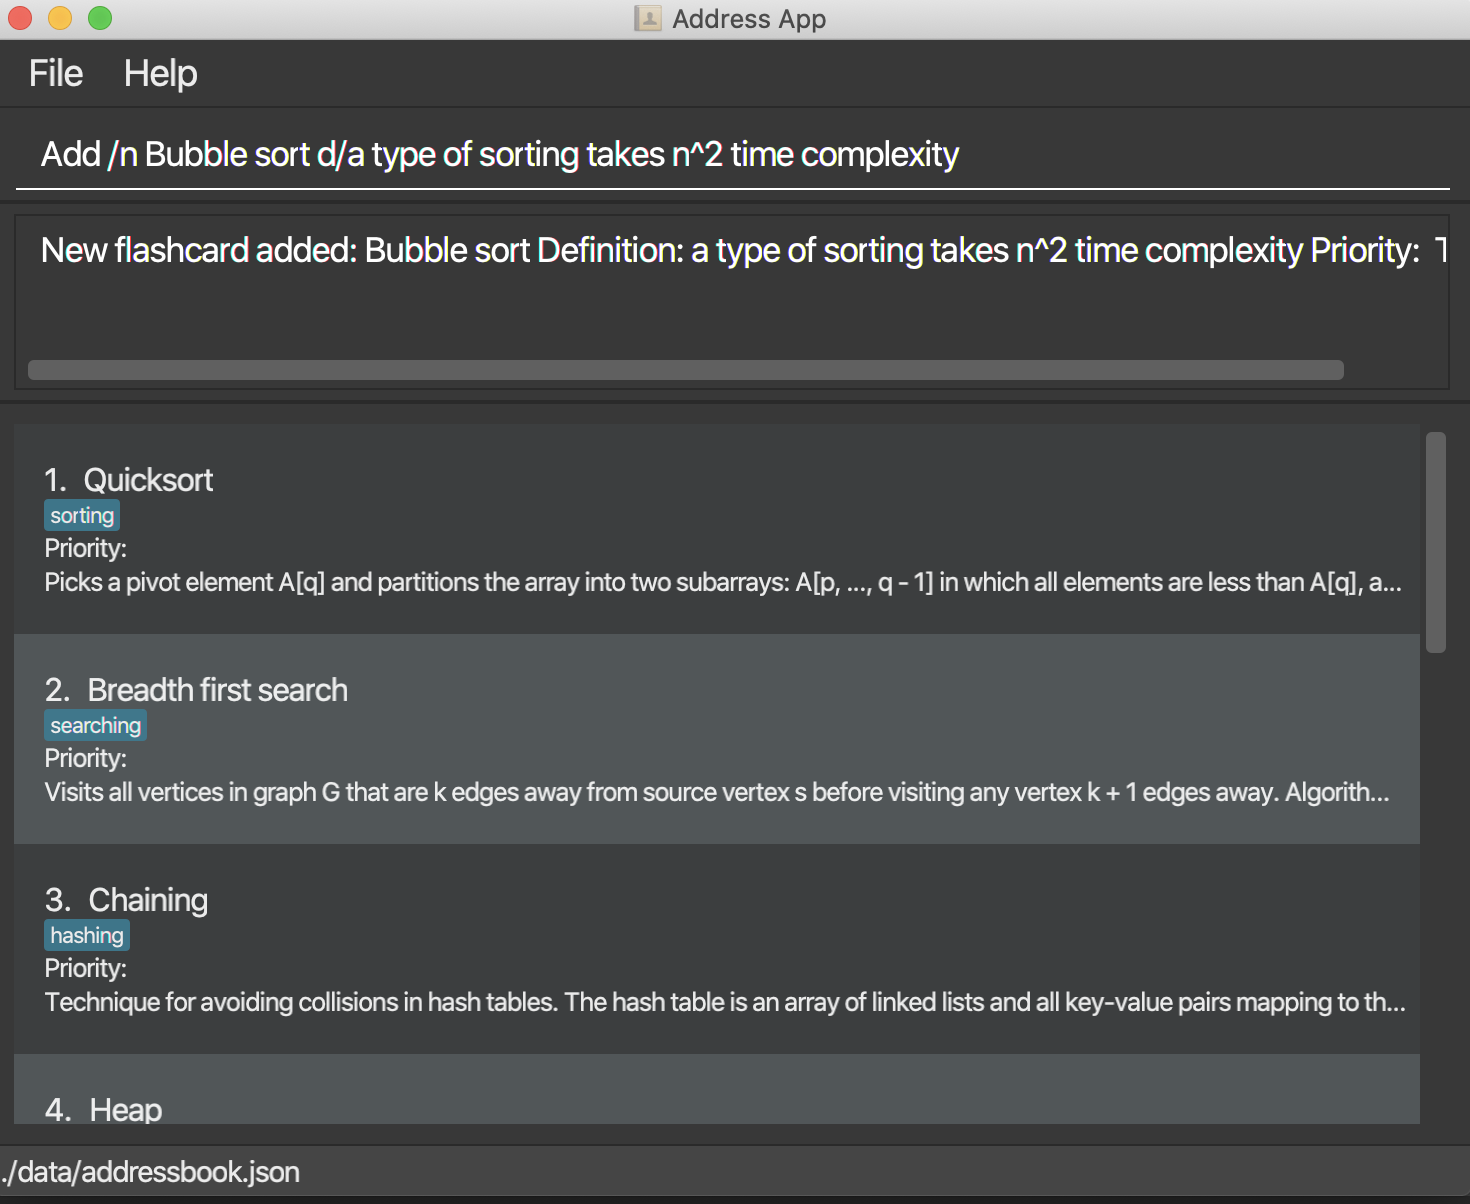 Address App
File Help
Add /n Bubble sort d/a type of sorting takes n^2 time complexity
New flashcard added: Bubble sort Definition: a type of sorting takes n^2 time complexity Priority:
1. Quicksort
sorting
Priority:
Picks a pivot element A[q] and partitions the array into two subarrays: A[p, ..., q - 1] in which all elements are less than A[q], a...
2. Breadth first search
searching
Priority:
Visits all vertices in graph G that are k edges away from source vertex s before visiting any vertex k + 1 edges away. Algorith...
3. Chaining
hashing
Priority:
Technique for avoiding collisions in hash tables. The hash table is an array of linked lists and all key-value pairs mapping to th...
4. Heap
./data/addressbook.json